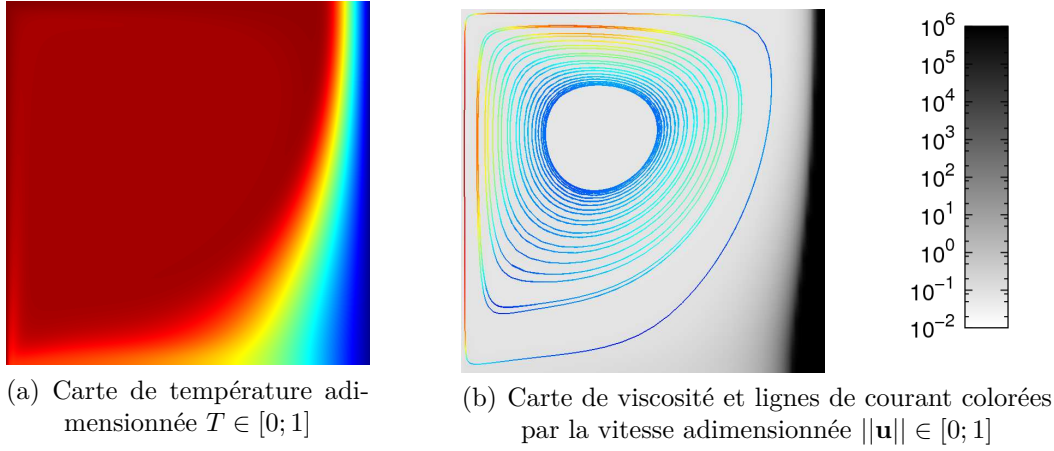 10^6
10^5
10^4
10^3
10^2
10^1
10^0
10^-1
10^-2
(a) Carte de température adi-
mensionnée T ∈ [0; 1]
(b) Carte de viscosité et lignes de courant colorées
par la vitesse adimensionnée ||u|| ∈ [0; 1]